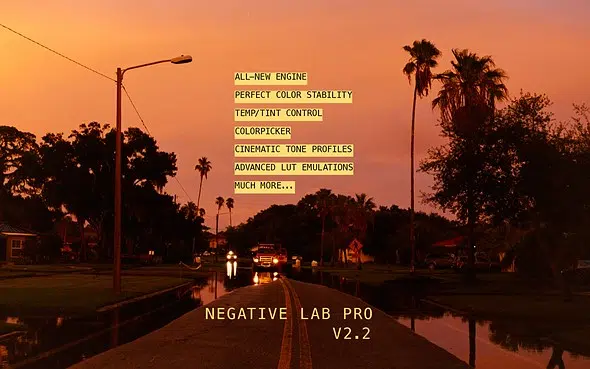 ALL-NEW ENGINE
PERFECT COLOR STABILITY
TEMP/TINT CONTROL
COLORPICKER
CINEMATIC TONE PROFILES
ADVANCED LUT EMULATIONS
MUCH MORE...
NEGATIVE LAB PRO
V2.2